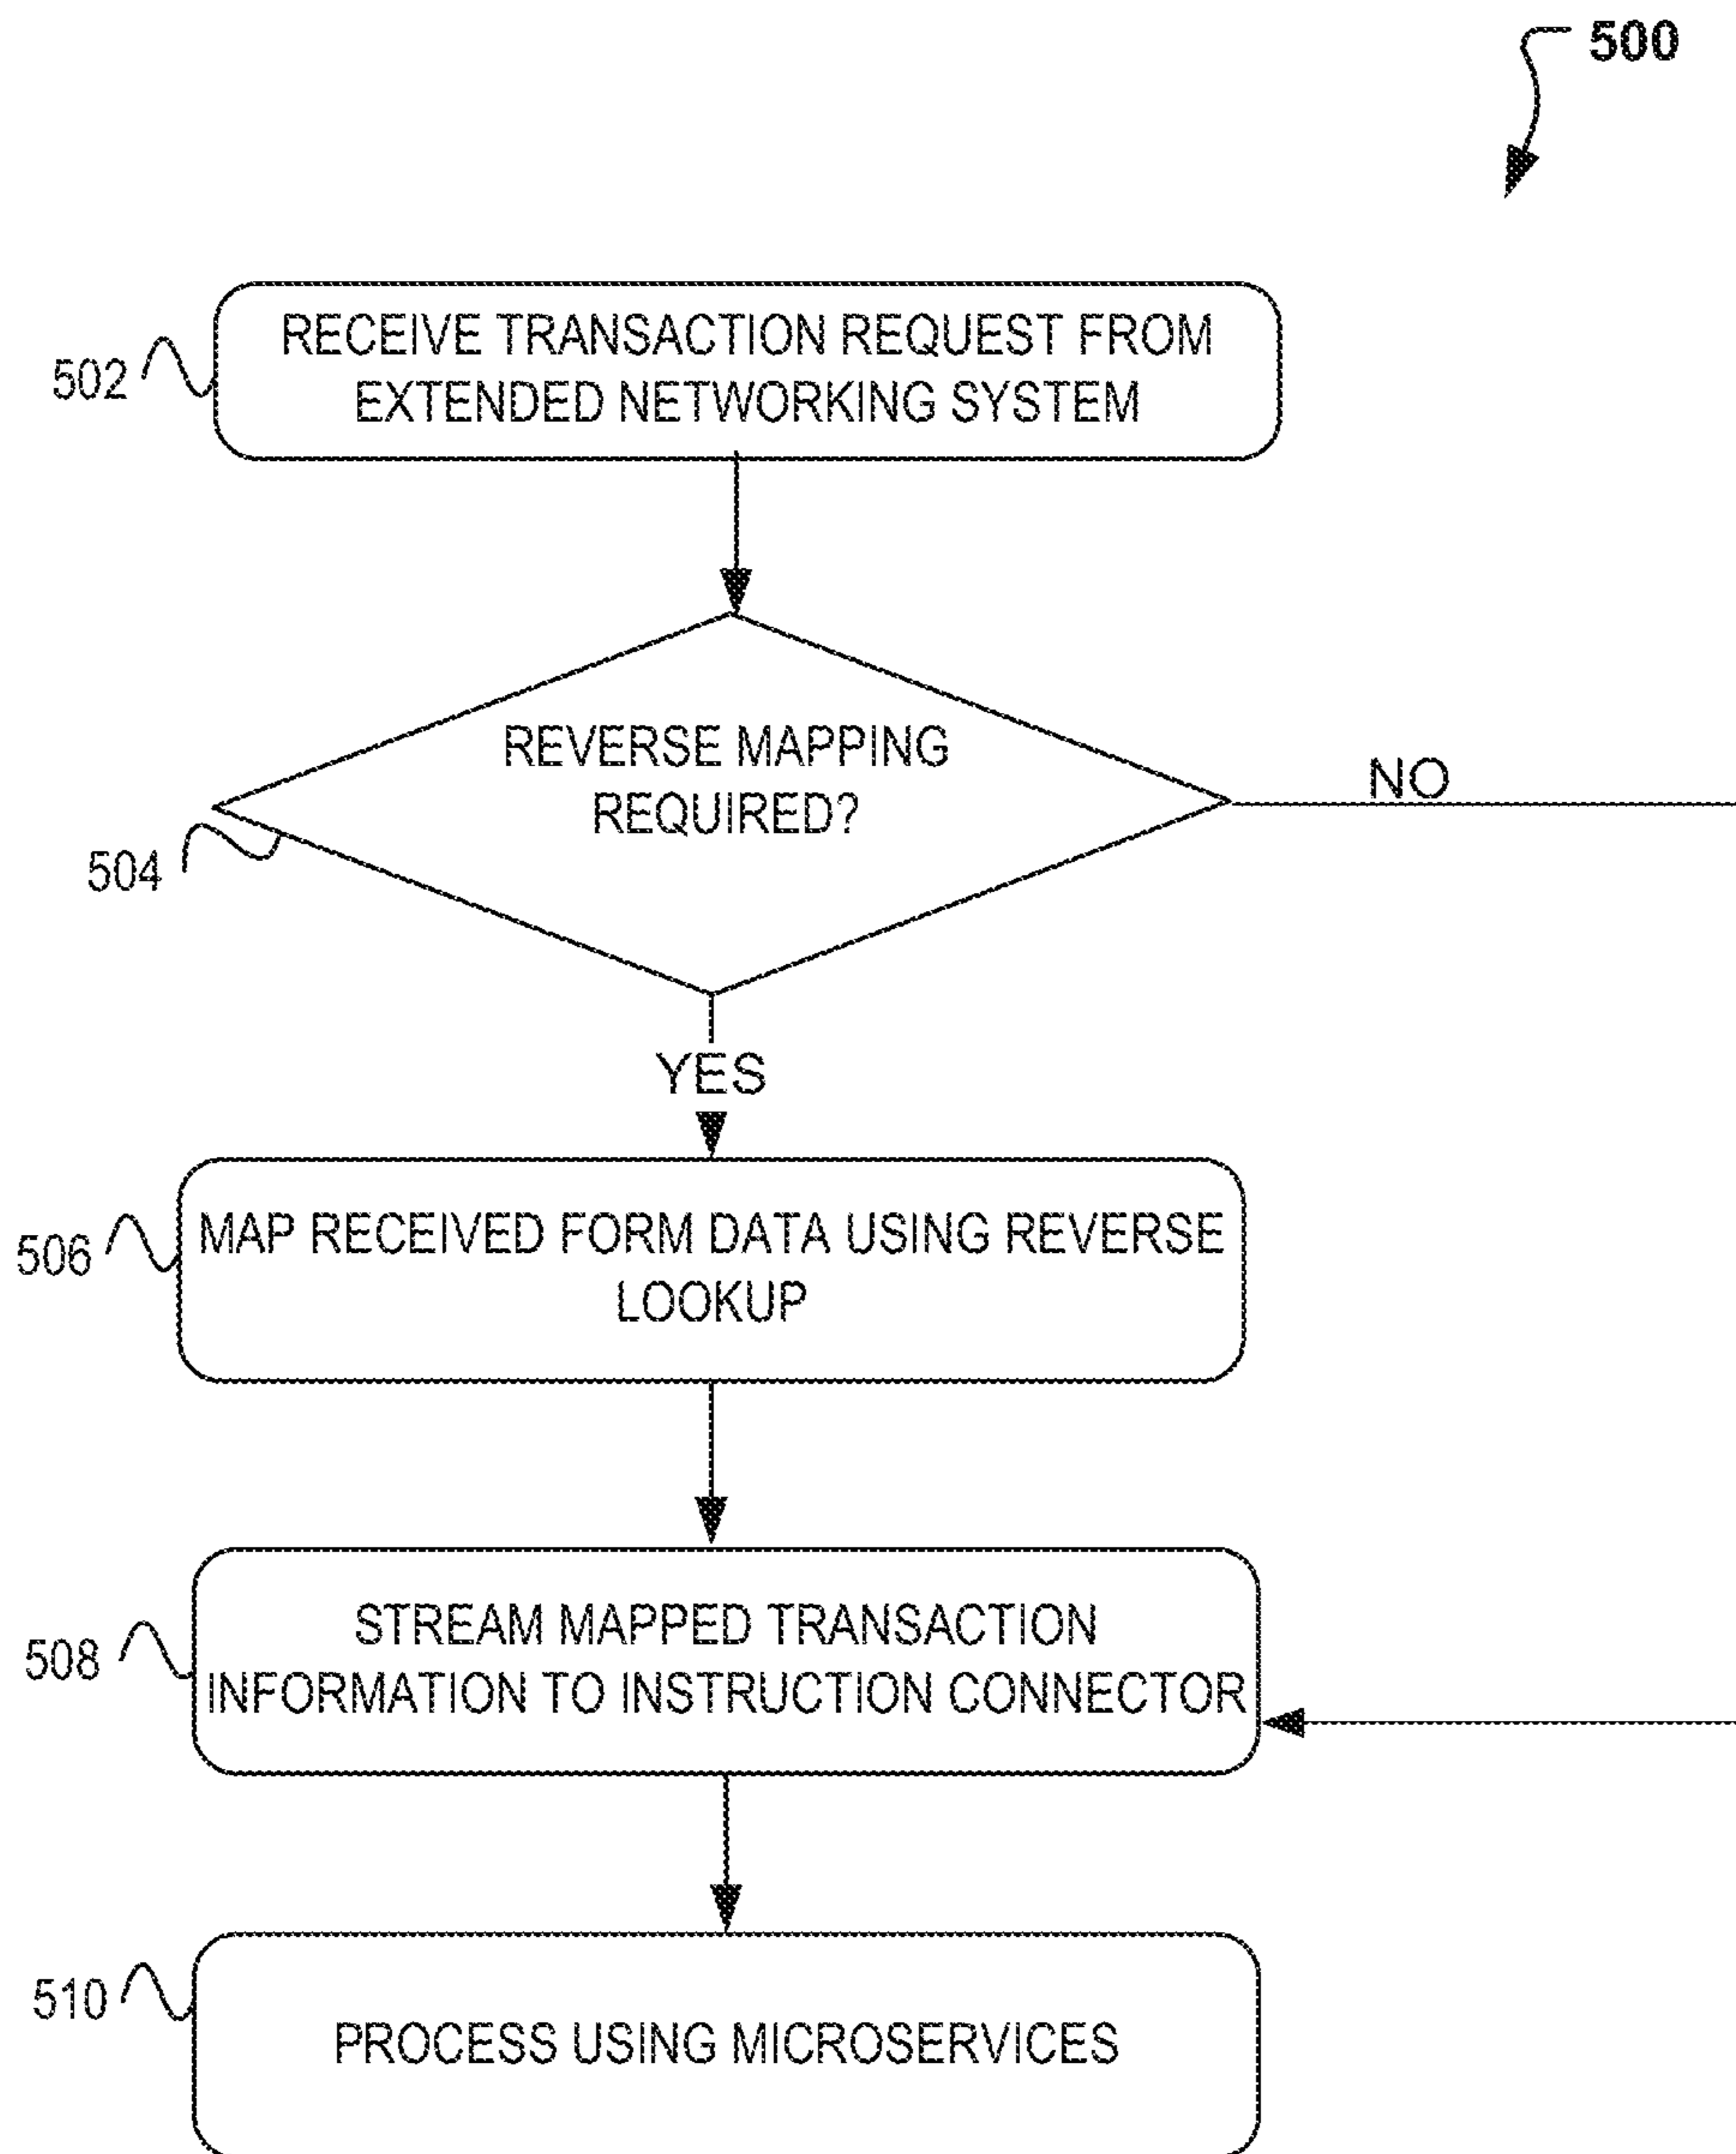 500
502
RECEIVE TRANSACTION REQUEST FROM
EXTENDED NETWORKING SYSTEM
REVERSE MAPPING
REQUIRED?
NO
504
YES
506
MAP RECEIVED FORM DATA USING REVERSE
LOOKUP
508
STREAM MAPPED TRANSACTION
INFORMATION TO INSTRUCTION CONNECTOR
510
PROCESS USING MICROSERVICES